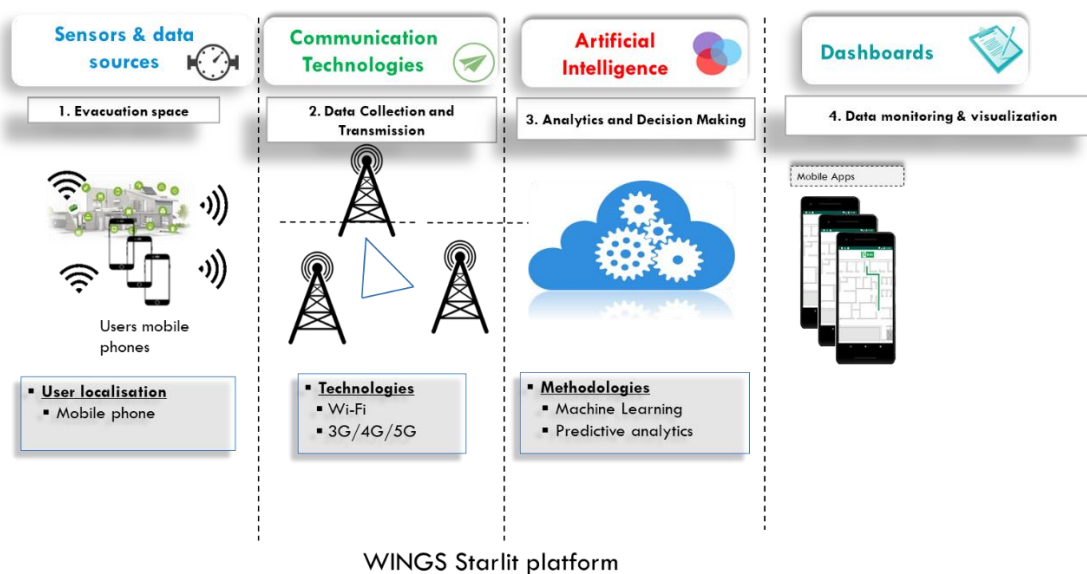 Sensors & data
sources
Communication
Technologies
Artificial
Intelligence
Dashboards
1. Evacuation space
2. Data Collection and
Transmission
3. Analytics and Decision Making
4. Data monitoring & visualization
Mobile Apps
Users mobile
phones
▪ User localisation
▪ Mobile phone
▪ Technologies
▪ Wi-Fi
▪ 3G/4G/5G
▪ Methodologies
▪ Machine Learning
▪ Predictive analytics
WINGS Starlit platform